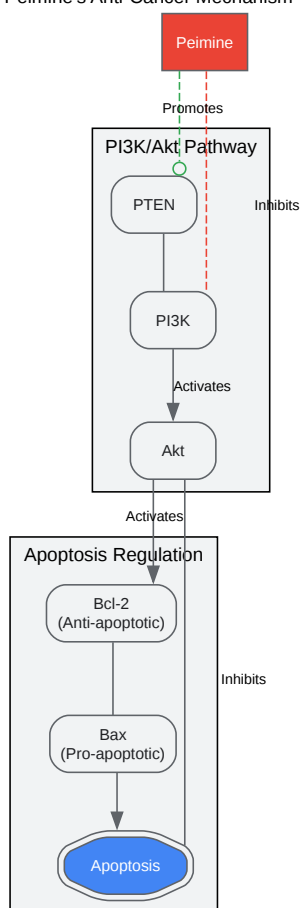 Peimine's Anti-Cancer Mechanism
Peimine
Promotes
PI3K/Akt Pathway
PTEN
Inhibits
PI3K
Activates
Akt
Activates
Apoptosis Regulation
Bcl-2
(Anti-apoptotic)
Inhibits
Bax
(Pro-apoptotic)
Apoptosis